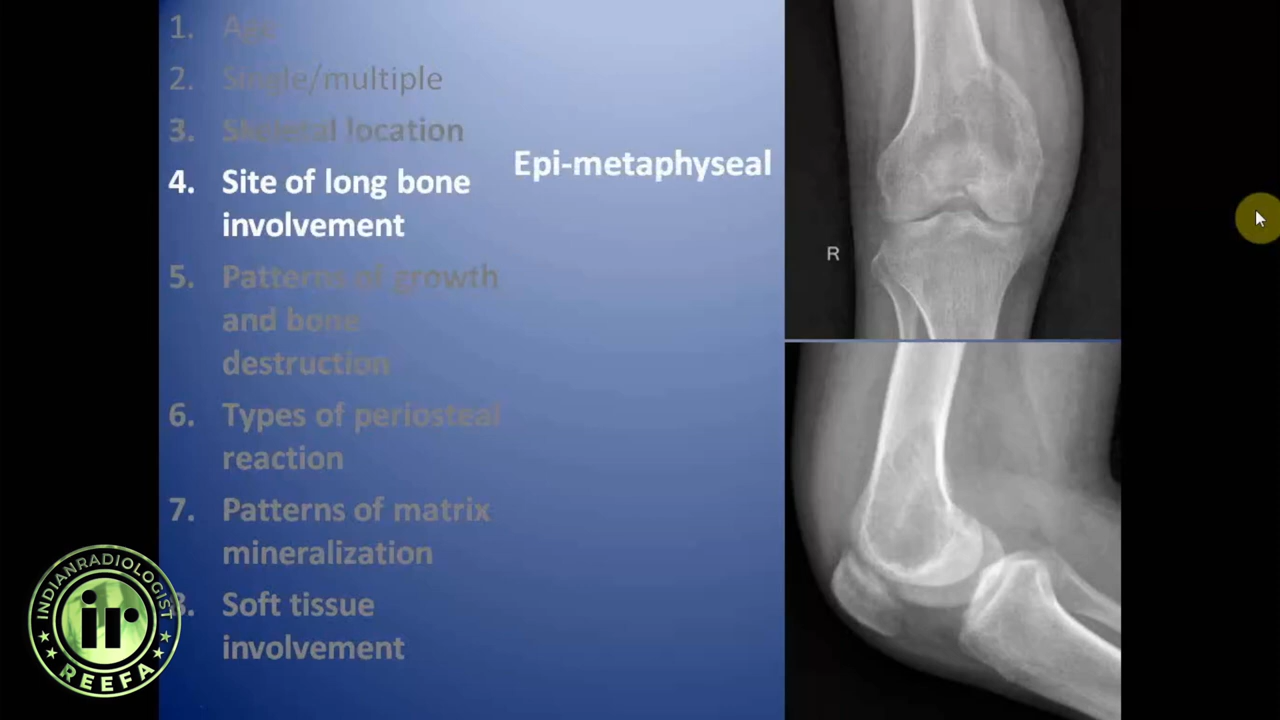 1. Age
2. Single/multiple
3. Skeletal location
Epi-metaphyseal
4. Site of long bone
involvement
5. Patterns of growth
and bone
destruction
6. Types of periosteal
reaction
7. Patterns of matrix
mineralization
8. Soft tissue
involvement
R
INDIANRADIOLOGIST
ir
REEFA